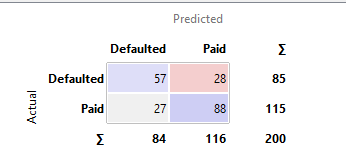 Predicted
Defaulted Paid Σ
Defaulted 57 28 85
Actual
Paid 27 88 115
Σ 84 116 200